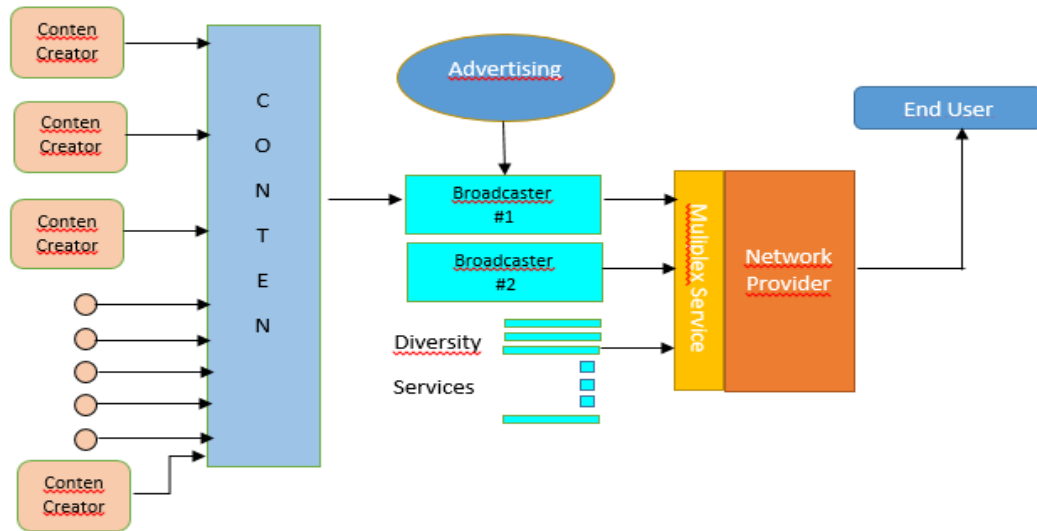 Conten
Creator
Conten
Creator
Conten
Creator
Conten
Creator
C
O
N
T
E
N
Advertising
Broadcaster
#1
Broadcaster
#2
Diversity
Services
Muliplex Service
Network
Provider
End User